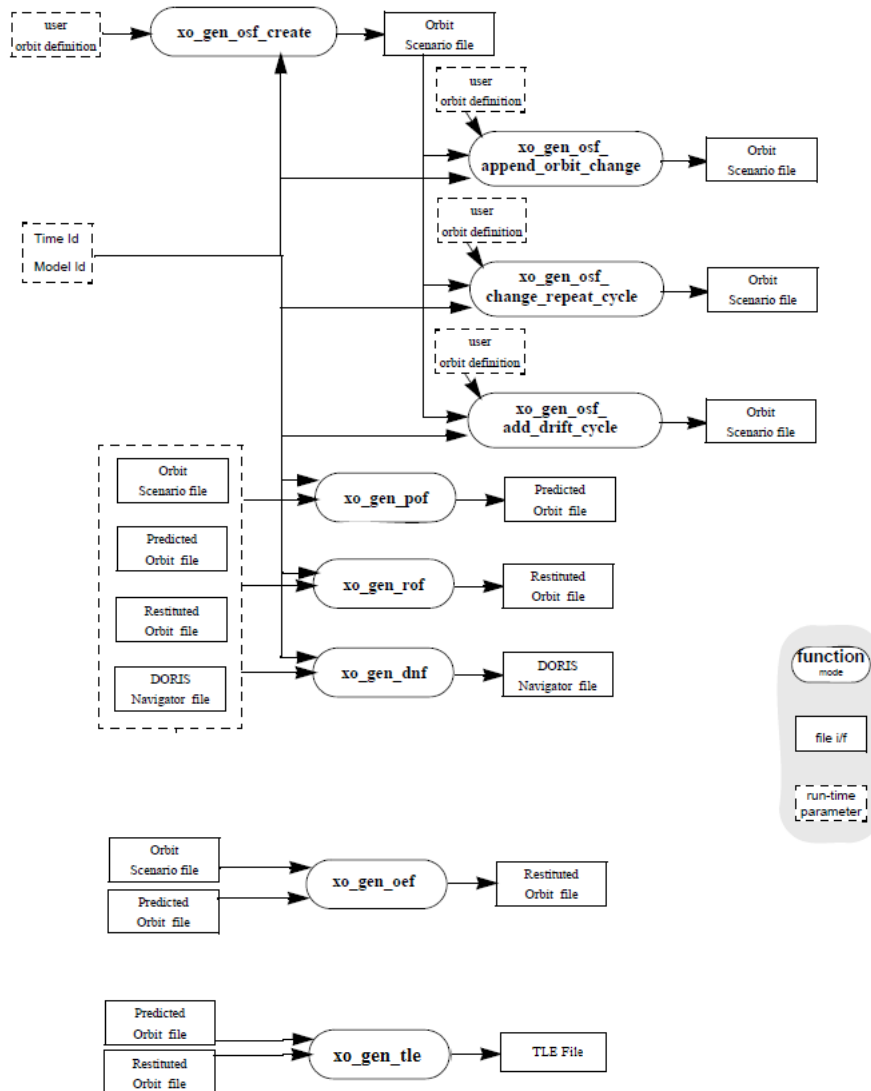 user
orbit definition
xo_gen_osf_create
Orbit
Scenario file
user
orbit definition
xo_gen_osf_
append_orbit_change
Orbit
Scenario file
Time Id
Model Id
user
orbit definition
xo_gen_osf_
change_repeat_cycle
Orbit
Scenario file
user
orbit definition
xo_gen_osf_
add_drift_cycle
Orbit
Scenario file
Orbit
Scenario file
Predicted
Orbit file
Restituted
Orbit file
DORIS
Navigator file
xo_gen_pof
Predicted
Orbit file
xo_gen_rof
Restituted
Orbit file
xo_gen_dnf
DORIS
Navigator file
function
mode
file i/f
run-time
parameter
Orbit
Scenario file
Predicted
Orbit file
xo_gen_oef
Restituted
Orbit file
Predicted
Orbit file
Restituted
Orbit file
xo_gen_tle
TLE File